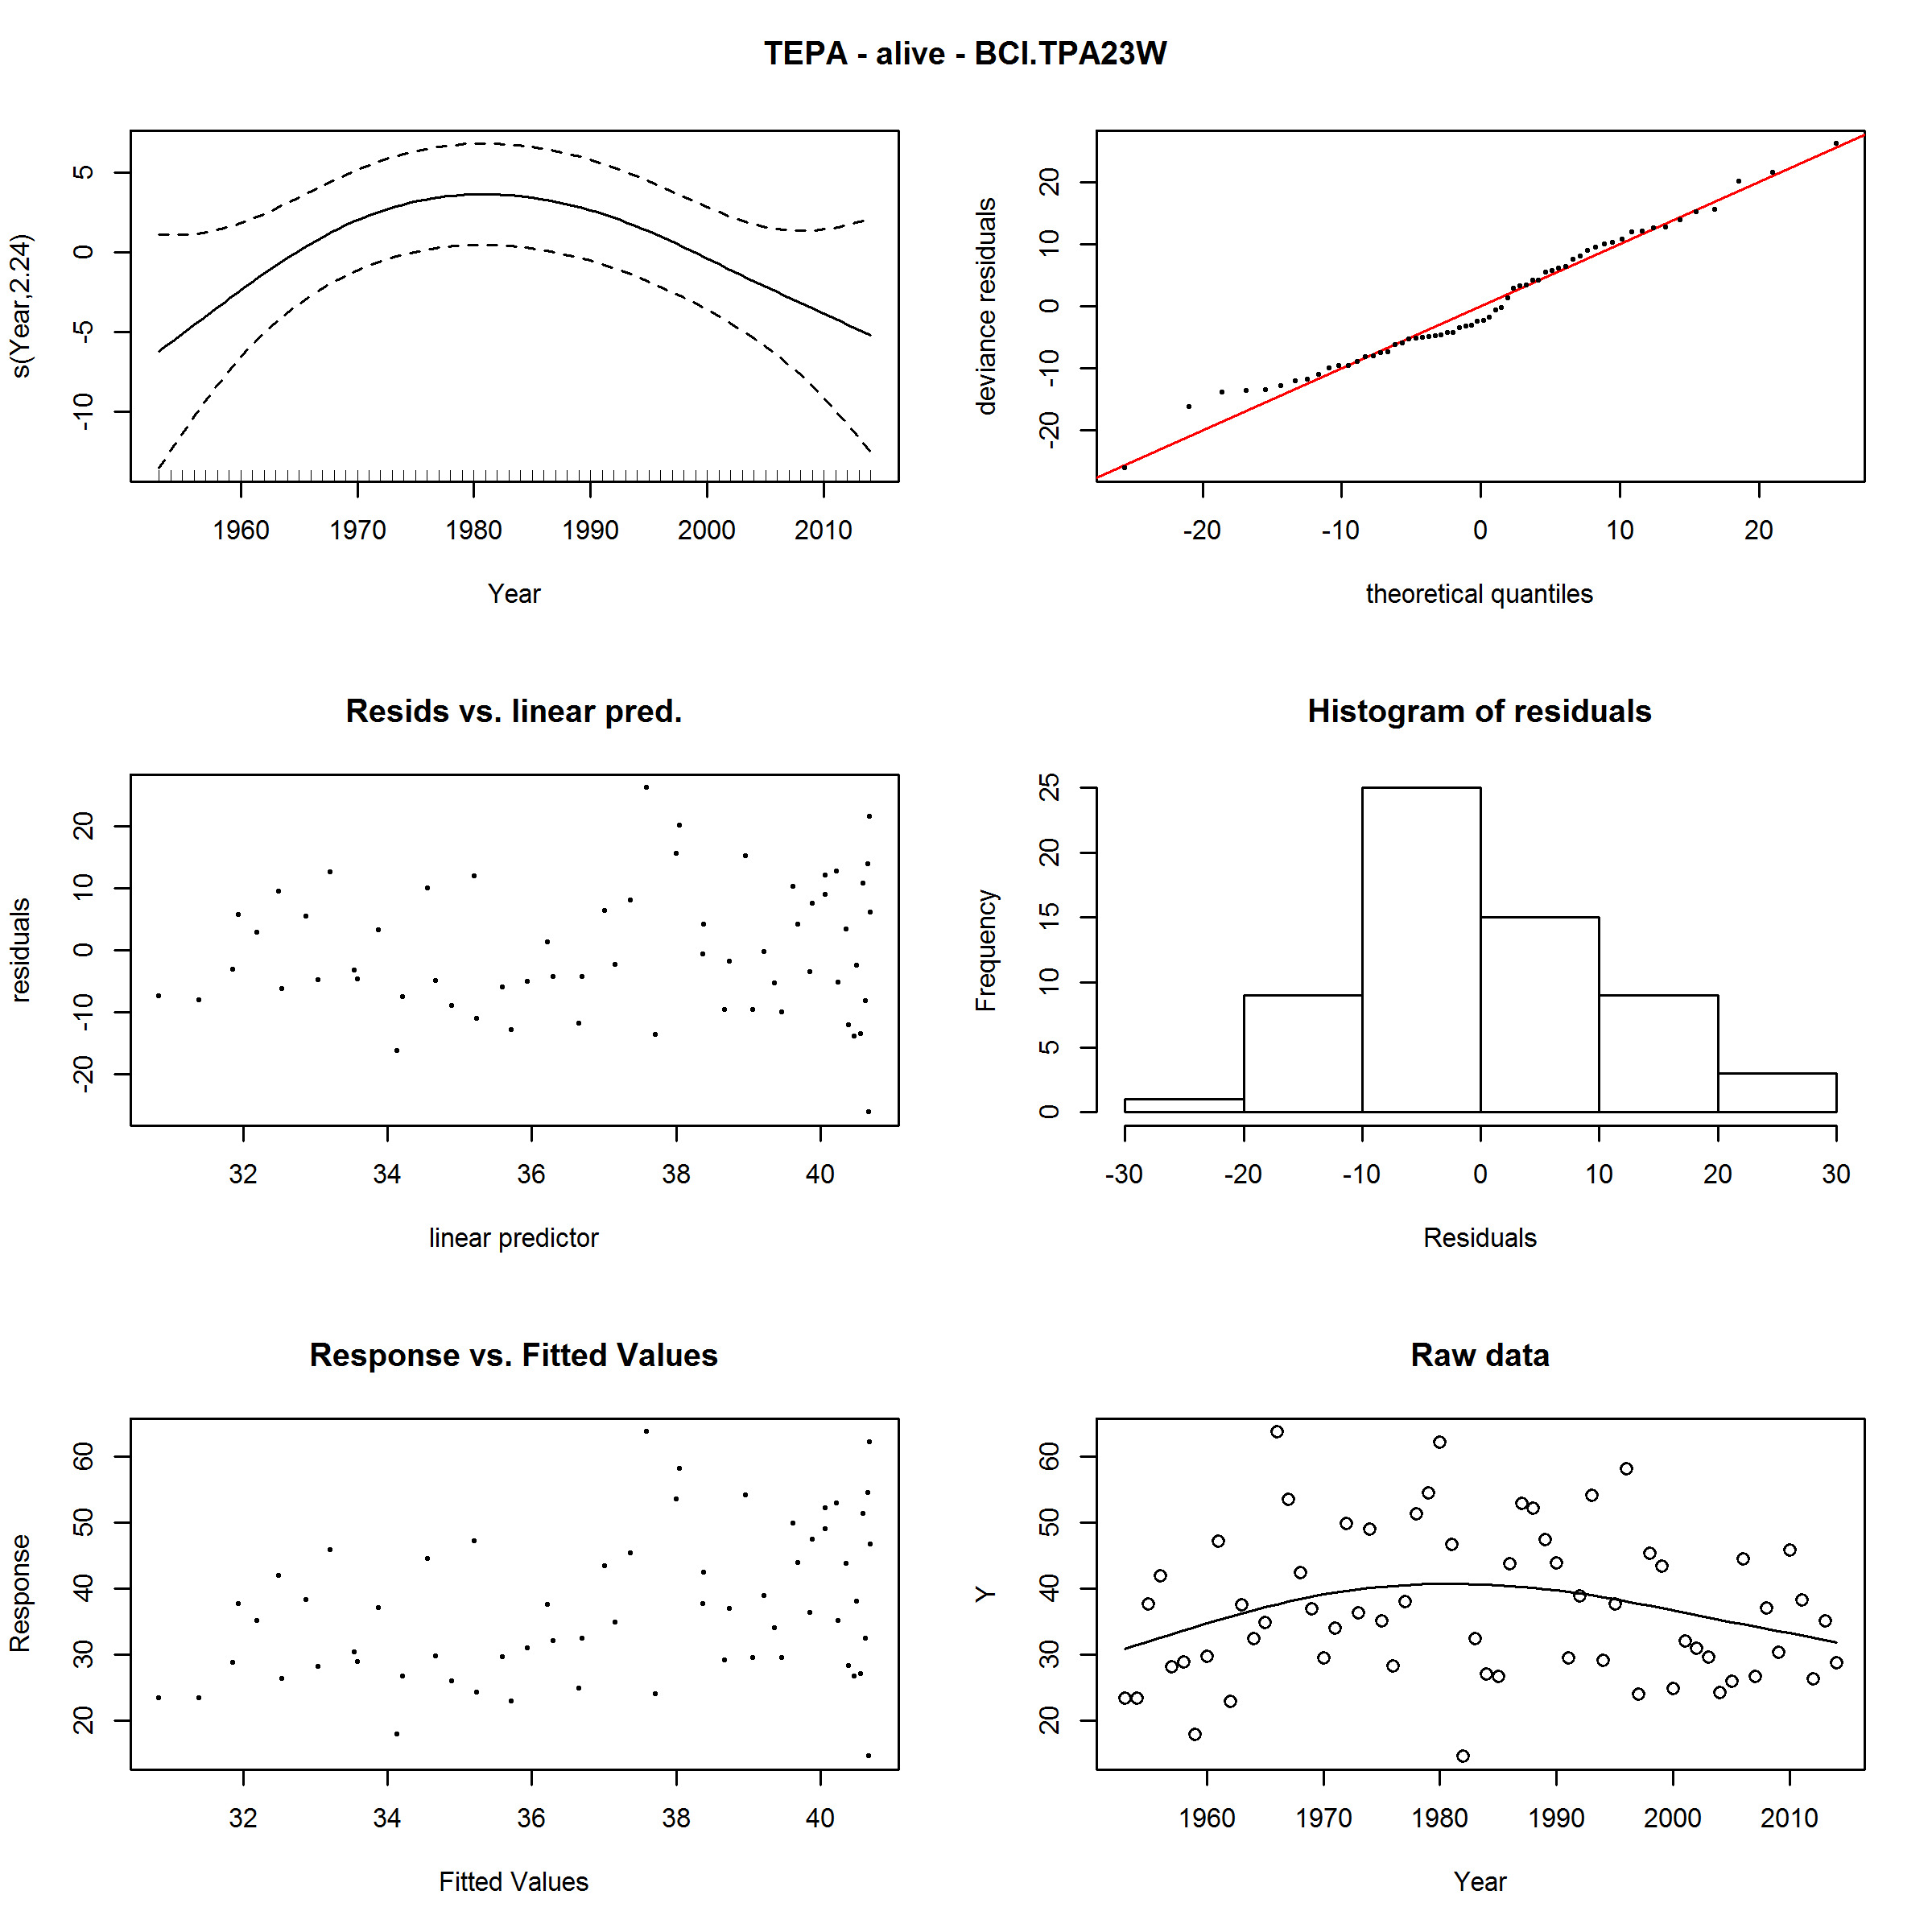 TEPA - alive - BCI.TPA23W
s(Year,2.24)
5
0
-5
-10
1960 1970 1980 1990 2000 2010
Year
deviance residuals
20
10
0
-10
-20
-20 -10 0 10 20
theoretical quantiles
Resids vs. linear pred.
residuals
20
10
0
-10
-20
32 34 36 38 40
linear predictor
Histogram of residuals
Frequency
25
20
15
10
5
0
-30 -20 -10 0 10 20 30
Residuals
Response vs. Fitted Values
Response
60
50
40
30
20
32 34 36 38 40
Fitted Values
Raw data
Y
60
50
40
30
20
1960 1970 1980 1990 2000 2010
Year